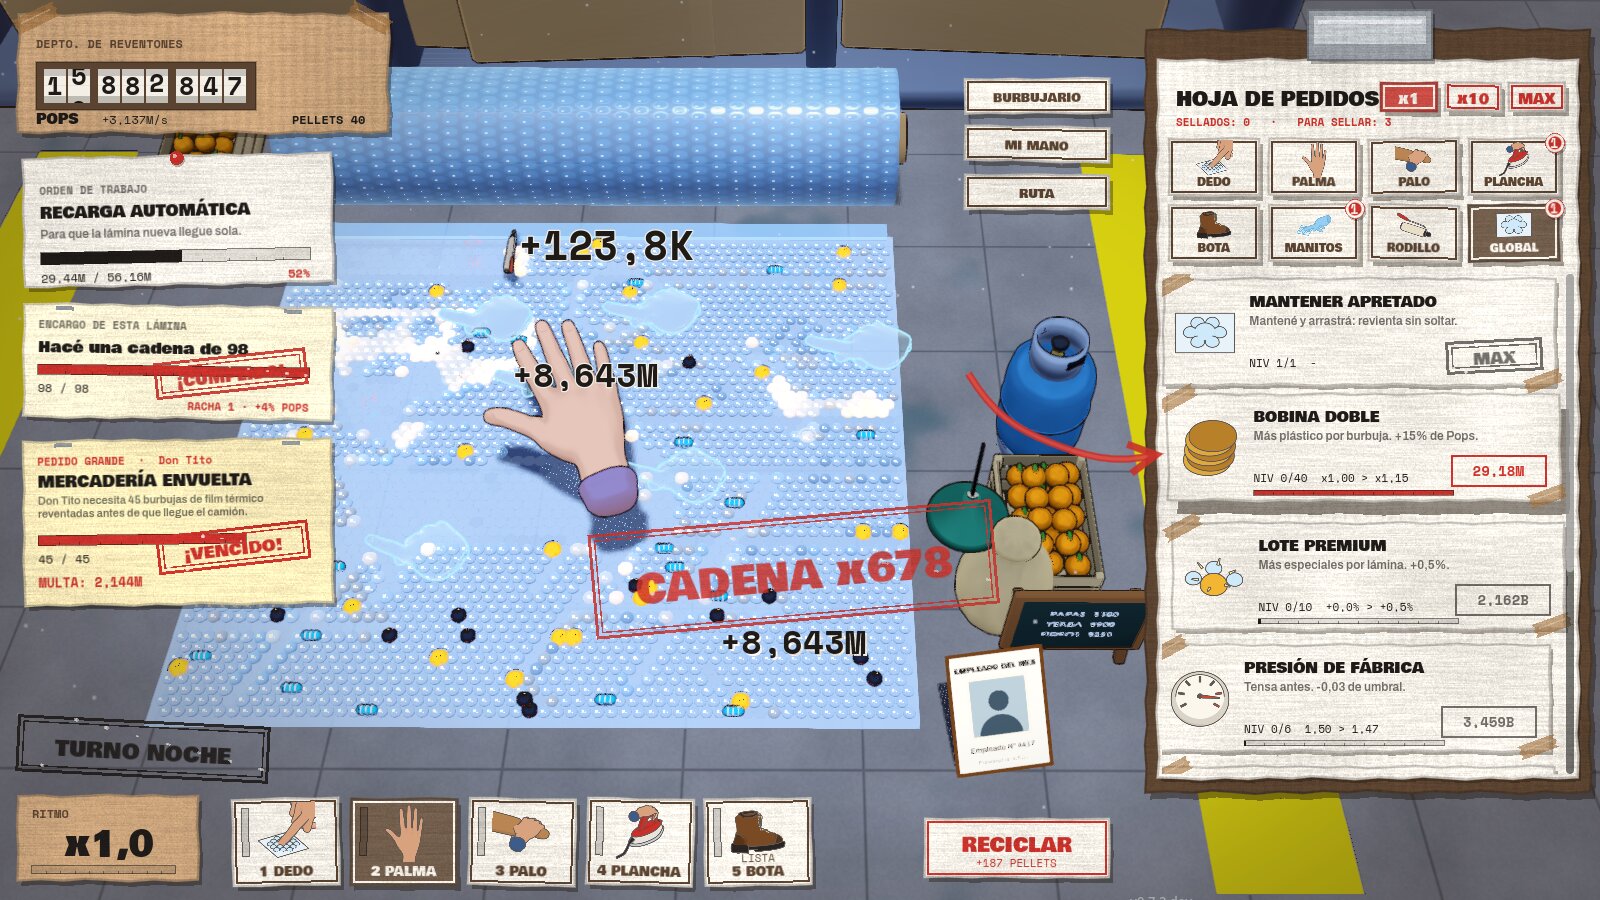 DEPTO. DE REVENTONES
15 882 847
POPS +3,137M/s PELLETS 40
ORDEN DE TRABAJO
RECARGA AUTOMÁTICA
Para que la lámina nueva llegue sola.
29,44M / 56,16M 52%
ENCARGO DE ESTA LÁMINA
Hacé una cadena de 98
98 / 98
RACHA 1 · +4% POPS
PEDIDO GRANDE · Don Tito
MERCADERÍA ENVUELTA
Don Tito necesita 45 burbujas de film térmico
reventadas antes de que llegue el camión.
45 / 45
¡VENCIDO!
MULTA: 2,144M
TURNO NOCHE
RITMO
x1,0
1 DEDO
2 PALMA
3 PALO
4 PLANCHA
LISTA
5 BOTA
+123,8K
+8,643M
CADENA x678
+8,643M
BURBUJARIO
MI MANO
RUTA
EMPLEADO DEL MES
RECICLAR
+187 PELLETS
HOJA DE PEDIDOS x1 x10 MAX
SELLADOS: 0 · PARA SELLAR: 3
DEDO
PALMA
PALO
PLANCHA 1
BOTA
MANITOS 1
RODILLO
GLOBAL 1
MANTENER APRETADO
Mantené y arrastrá: revienta sin soltar.
NIV 1/1 - MAX
BOBINA DOBLE
Más plástico por burbuja. +15% de Pops.
NIV 0/40 x1,00 > x1,15 29,18M
LOTE PREMIUM
Más especiales por lámina. +0,5%.
NIV 0/10 +0,0% > +0,5% 2,162B
PRESIÓN DE FÁBRICA
Tensa antes. -0,03 de umbral.
NIV 0/6 1,50 > 1,47 3,459B